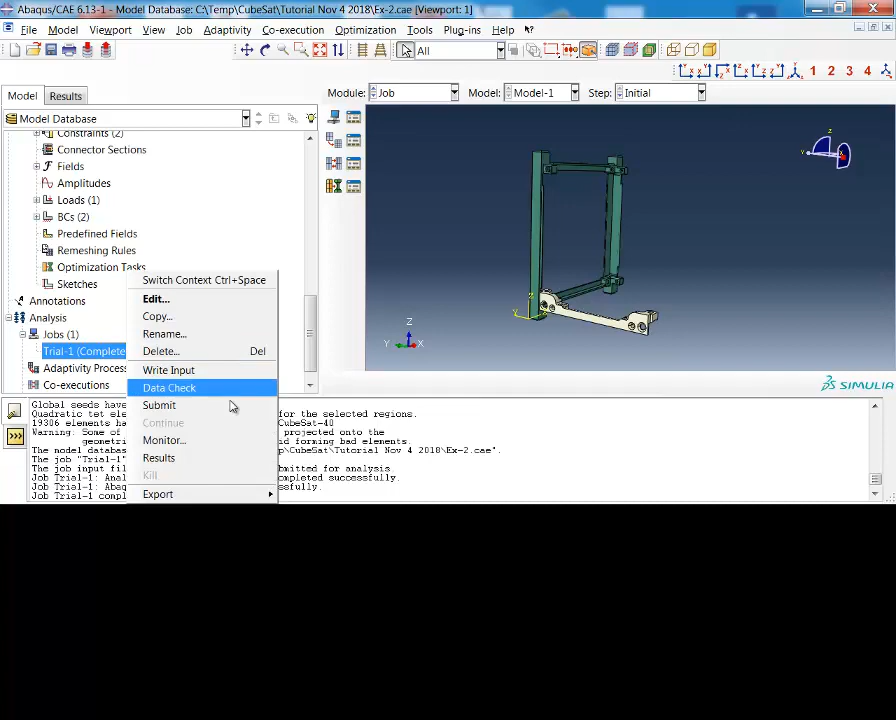 Abaqus/CAE 6.13-1 - Model Database: C:\Temp\CubeSat\Tutorial Nov 4 2018\Ex-2.cae [Viewport: 1]
File Model Viewport View Job Adaptivity Co-execution Optimization Tools Plug-ins Help
All
1 2 3 4
Model Results
Module: Job Model: Model-1 Step: Initial
Model Database
Constraints (2)
Connector Sections
Fields
Amplitudes
Loads (1)
BCs (2)
Predefined Fields
Remeshing Rules
Optimization Tasks
Sketches
Annotations
Analysis
Jobs (1)
Trial-1 (Complete
Adaptivity Proces
Co-executions
Switch Context Ctrl+Space
Edit...
Copy...
Rename...
Delete... Del
Write Input
Data Check
Submit
Continue
Monitor...
Results
Kill
Export
Z
Y
X
SIMULIA
Global seeds hav
Quadratic tet ele for the selected regions.
19306 elements ha CubeSat-40
Warning: Some of projected onto the
geometr id forming bad elements.
The model databas p\CubeSat\Tutorial Nov 4 2018\Ex-2.cae".
The job "Trial-1"
The job input fil bmitted for analysis.
Job Trial-1: Anal completed successfully.
Job Trial-1: Abaq sfully.
Job Trial-1 compl